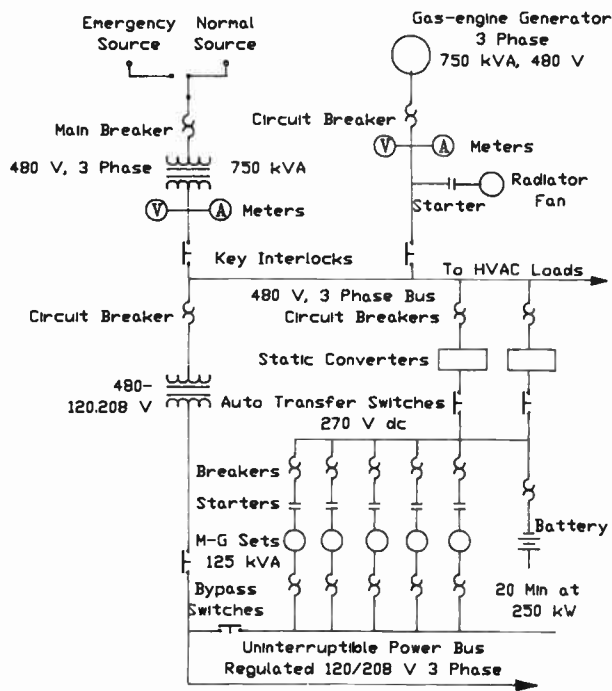 Emergency Source
Normal Source
Gas-engine Generator
3 Phase
750 kVA, 480 V
Main Breaker
Circuit Breaker
480 V, 3 Phase
750 kVA
V
A
Meters
V
A
Meters
Starter
Radiator Fan
Key Interlocks
To HVAC Loads
480 V, 3 Phase Bus
Circuit Breaker
Circuit Breakers
Static Converters
480-
120.208 V
Auto Transfer Switches
270 V dc
Breakers
Starters
M-G Sets
125 kVA
Battery
Bypass
Switches
20 Min at
250 kW
Uninterruptible Power Bus
Regulated 120/208 V 3 Phase